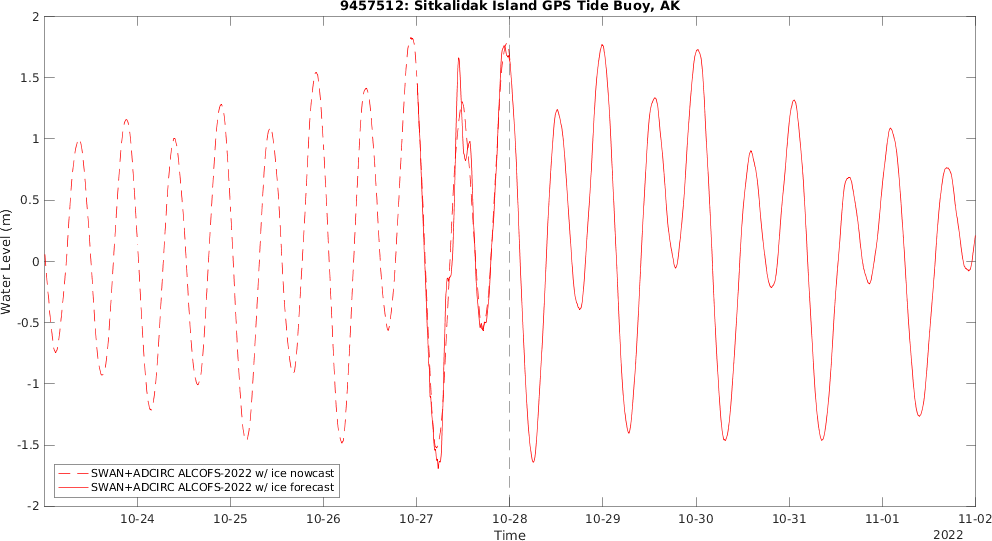 9457512: Sitkalidak Island GPS Tide Buoy, AK
2
1.5
1
0.5
0
-0.5
-1
-1.5
-2
Water Level (m)
SWAN+ADCIRC ALCOFS-2022 w/ ice nowcast
SWAN+ADCIRC ALCOFS-2022 w/ ice forecast
10-24 10-25 10-26 10-27 10-28 10-29 10-30 10-31 11-01 11-02
Time
2022